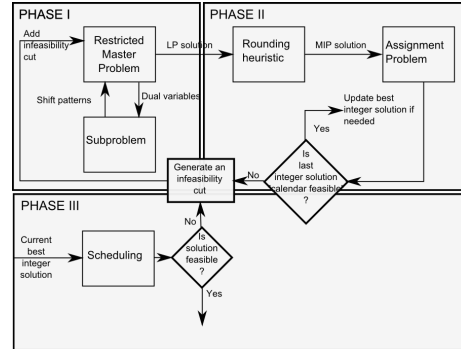 PHASE I
PHASE II
Add
infeasibility
cut
Restricted
Master
Problem
LP solution
Rounding
heuristic
MIP solution
Assignment
Problem
Shift patterns
Dual variables
Subproblem
Update best
integer solution if
needed
Yes
Is
last
integer solution
calendar feasible
?
No
Generate an
infeasibility
cut
PHASE III
No
Current
best
integer
solution
Scheduling
Is
solution
feasible
?
Yes